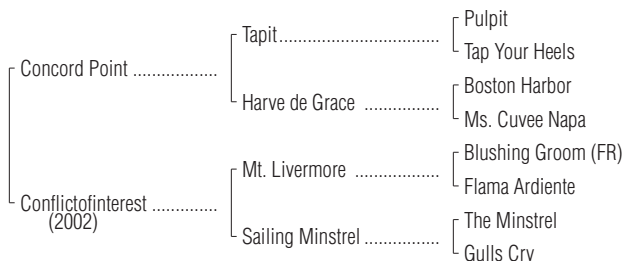 Pulpit
Tapit..................................
Tap Your Heels
Concord Point .................
Boston Harbor
Harve de Grace ................
Ms. Cuvee Napa
Blushing Groom (FR)
Mt. Livermore ..................
Flama Ardiente
Conflictofinterest .............
(2002)
The Minstrel
Sailing Minstrel ................
Gulls Cry